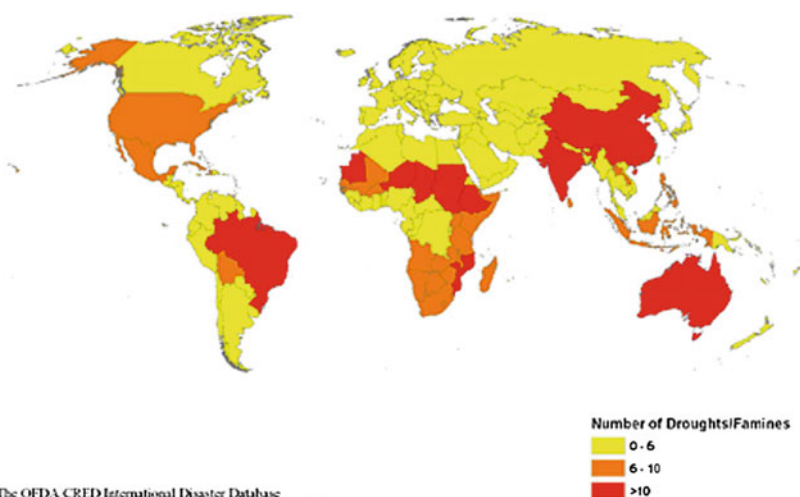 Number of Droughts/Famines
0 - 6
6 - 10
>10
The OFDA CRED International Disaster Database